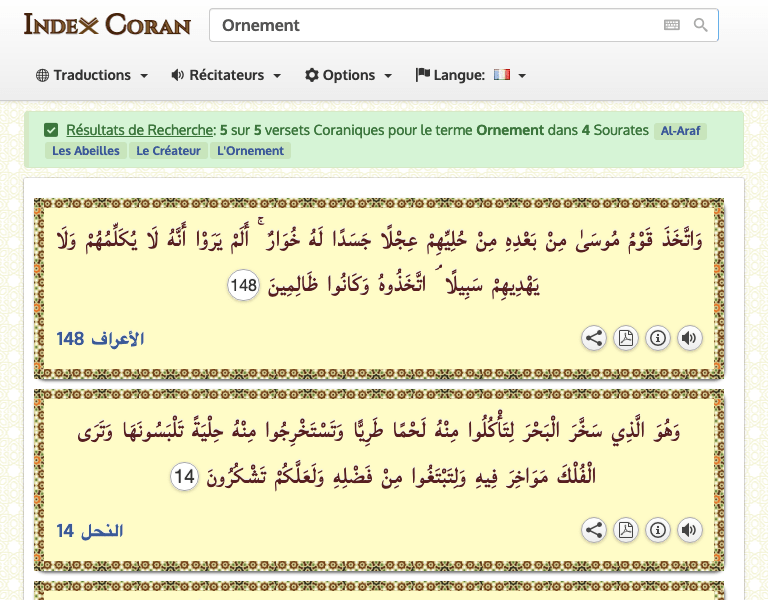 Index Coran
Ornement
Traductions Récitateurs Options Langue:
Résultats de Recherche: 5 sur 5 versets Coraniques pour le terme Ornement dans 4 Sourates Al-Araf
Les Abeilles Le Créateur L'Ornement
وَاتَّخَذَ قَوْمُ مُوسَىٰ مِنْ بَعْدِهِ مِنْ حُلِيِّهِمْ عِجْلًا جَسَدًا لَهُ خُوَارٌ ۚ أَلَمْ يَرَوْا أَنَّهُ لَا يُكَلِّمُهُمْ وَلَا
يَهْدِيهِمْ سَبِيلًا ۘ اتَّخَذُوهُ وَكَانُوا ظَالِمِينَ 148
الأعراف 148
وَهُوَ الَّذِي سَخَّرَ الْبَحْرَ لِتَأْكُلُوا مِنْهُ لَحْمًا طَرِيًّا وَتَسْتَخْرِجُوا مِنْهُ حِلْيَةً تَلْبَسُونَهَا وَتَرَى
الْفُلْكَ مَوَاخِرَ فِيهِ وَلِتَبْتَغُوا مِنْ فَضْلِهِ وَلَعَلَّكُمْ تَشْكُرُونَ 14
النحل 14